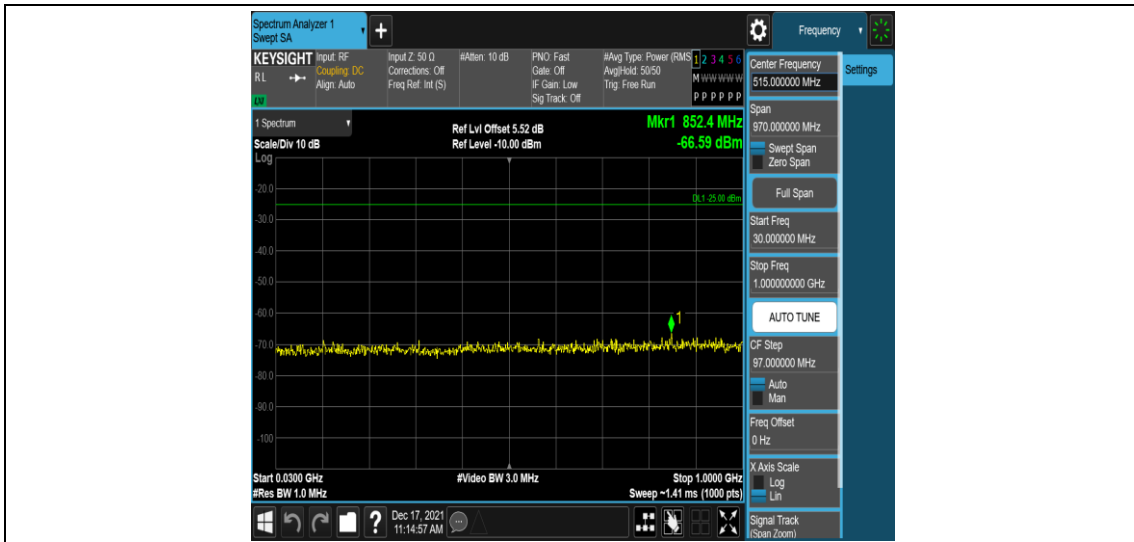 Spectrum Analyzer 1
Swept SA
+
Frequency
KEYSIGHT
RL
LXI
Input: RF
Coupling: DC
Align: Auto
Input Z: 50 Ω
Corrections: Off
Freq Ref: Int (S)
#Atten: 10 dB
PNO: Fast
Gate: Off
IF Gain: Low
Sig Track: Off
#Avg Type: Power (RMS
Avg|Hold: 50/50
Trig: Free Run
1 2 3 4 5 6
M W W W W W
P P P P P P
1 Spectrum
Scale/Div 10 dB
Ref Lvl Offset 5.52 dB
Ref Level -10.00 dBm
Mkr1 852.4 MHz
-66.59 dBm
Log
-20.0
DL1 -25.00 dBm
-30.0
-40.0
-50.0
-60.0
1
-70.0
-80.0
-90.0
-100
Start 0.0300 GHz
#Video BW 3.0 MHz
Stop 1.0000 GHz
#Res BW 1.0 MHz
Sweep ~1.41 ms (1000 pts)
Center Frequency
515.000000 MHz
Settings
Span
970.000000 MHz
Swept Span
Zero Span
Full Span
Start Freq
30.000000 MHz
Stop Freq
1.000000000 GHz
AUTO TUNE
CF Step
97.000000 MHz
Auto
Man
Freq Offset
0 Hz
X Axis Scale
Log
Lin
Signal Track
(Span Zoom)
?
Dec 17, 2021
11:14:57 AM